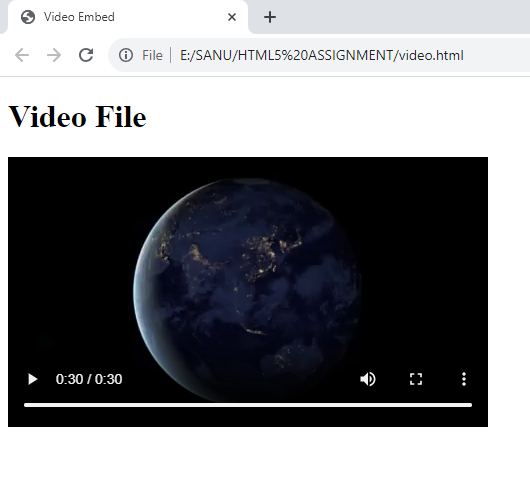 Video Embed
File | E:/SANU/HTML5%20ASSIGNMENT/video.html
Video File
0:30 / 0:30